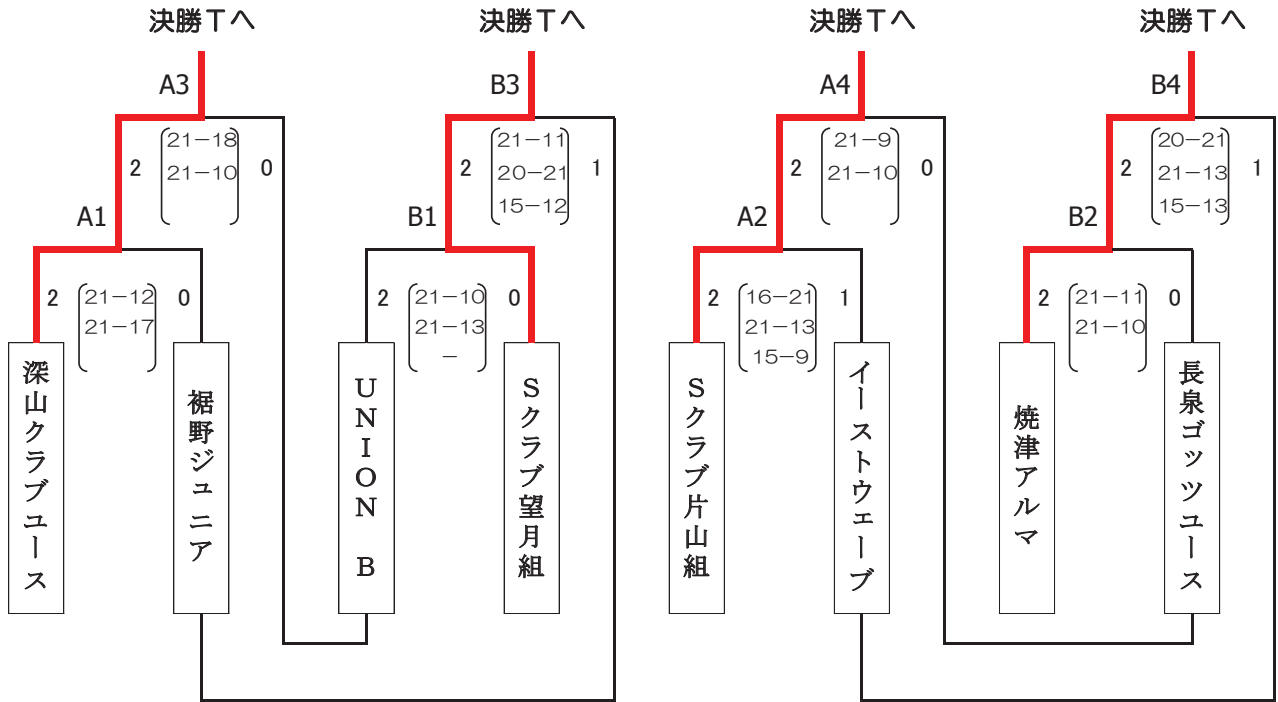 決勝Tへ 決勝Tへ 決勝Tへ 決勝Tへ
A3 B3 A4 B4
21-18 21-11 21-9 20-21
2 21-10 0 2 20-21 1 2 21-10 0 2 21-13 1
15-12 15-13
A1 B1 A2 B2
2 21-12 0 2 21-10 0 2 16-21 1 2 21-11 0
21-17 21-13 21-13 21-10
- 15-9
深山クラブユース
裾野ジュニア
UNION B
Sクラブ望月組
Sクラブ片山組
イーストウェーブ
焼津アルマ
長泉ゴッツユース